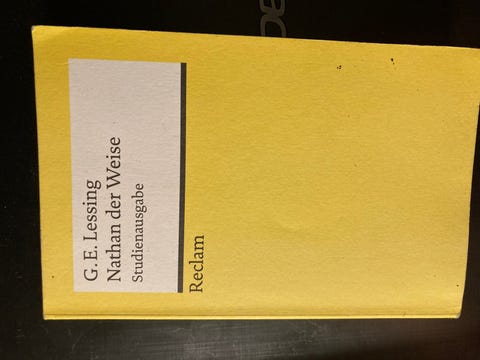 G. E. Lessing
Nathan der Weise
Studienausgabe
Reclam